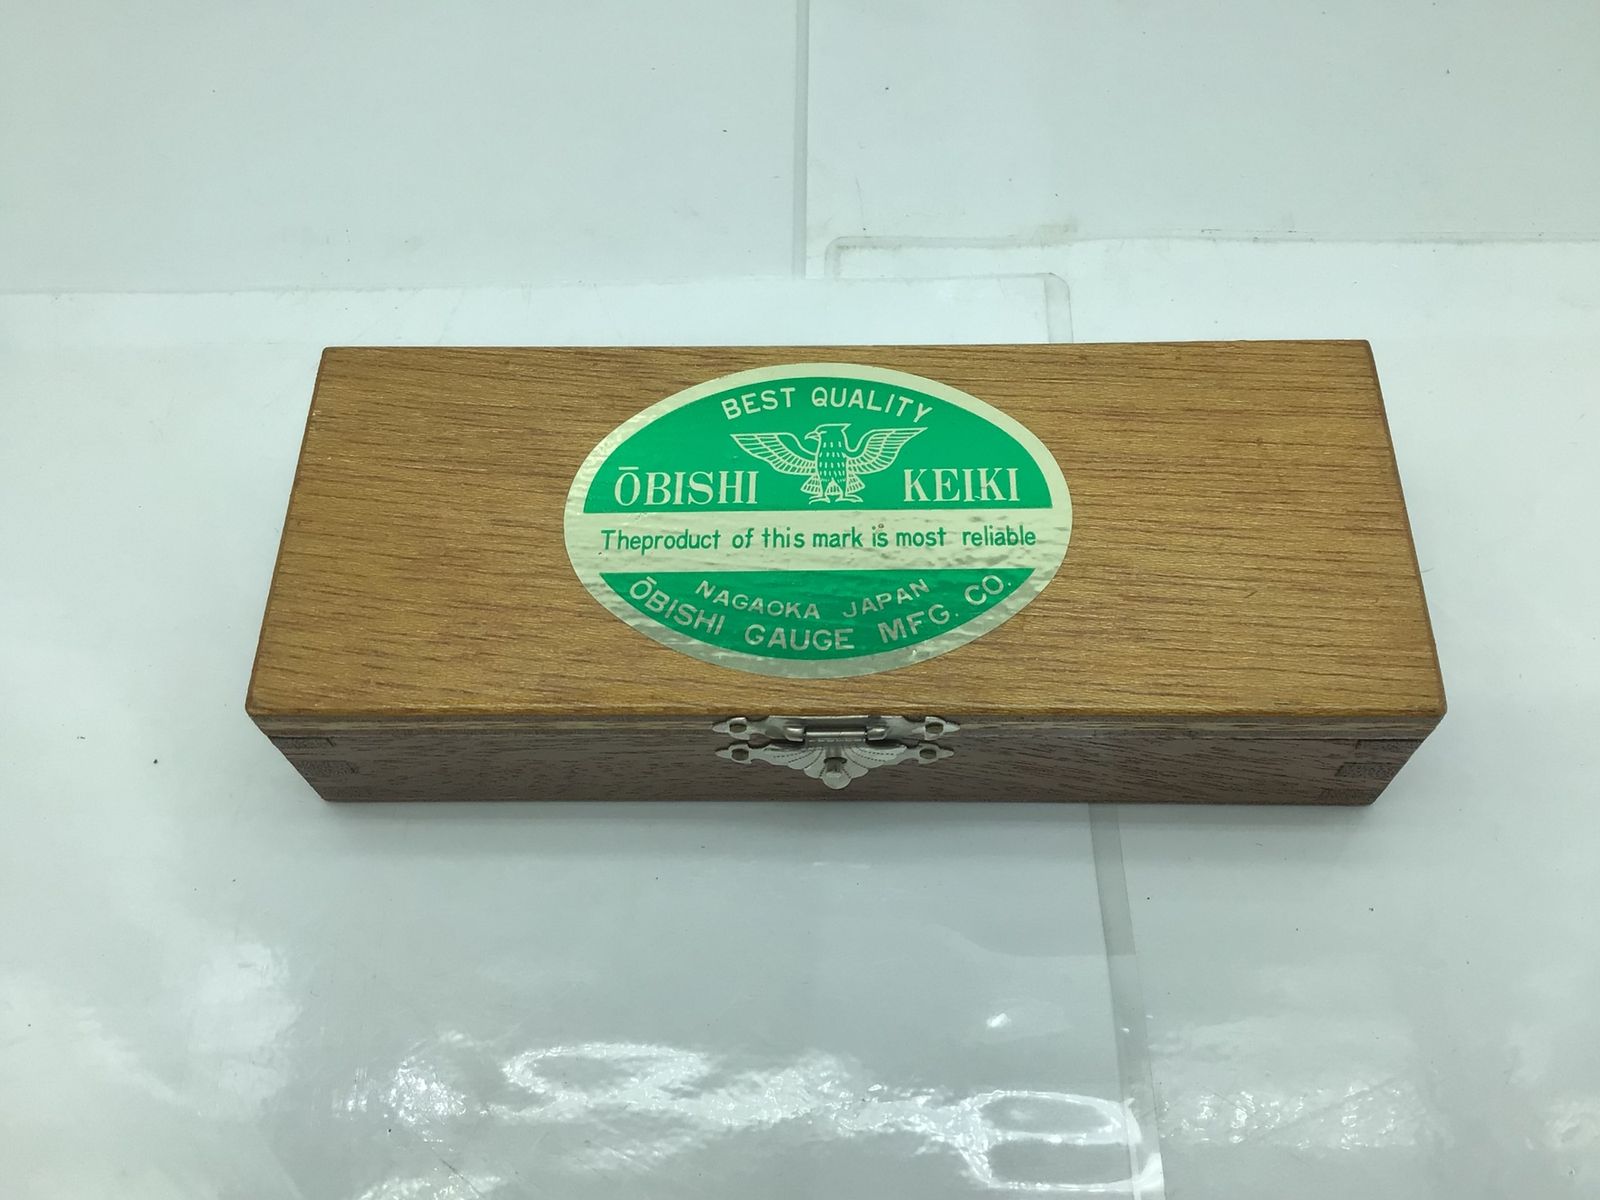 BEST QUALITY
ŌBISHI KEIKI
Theproduct of this mark is most reliable
NAGAOKA JAPAN
ŌBISHI GAUGE MFG. CO.